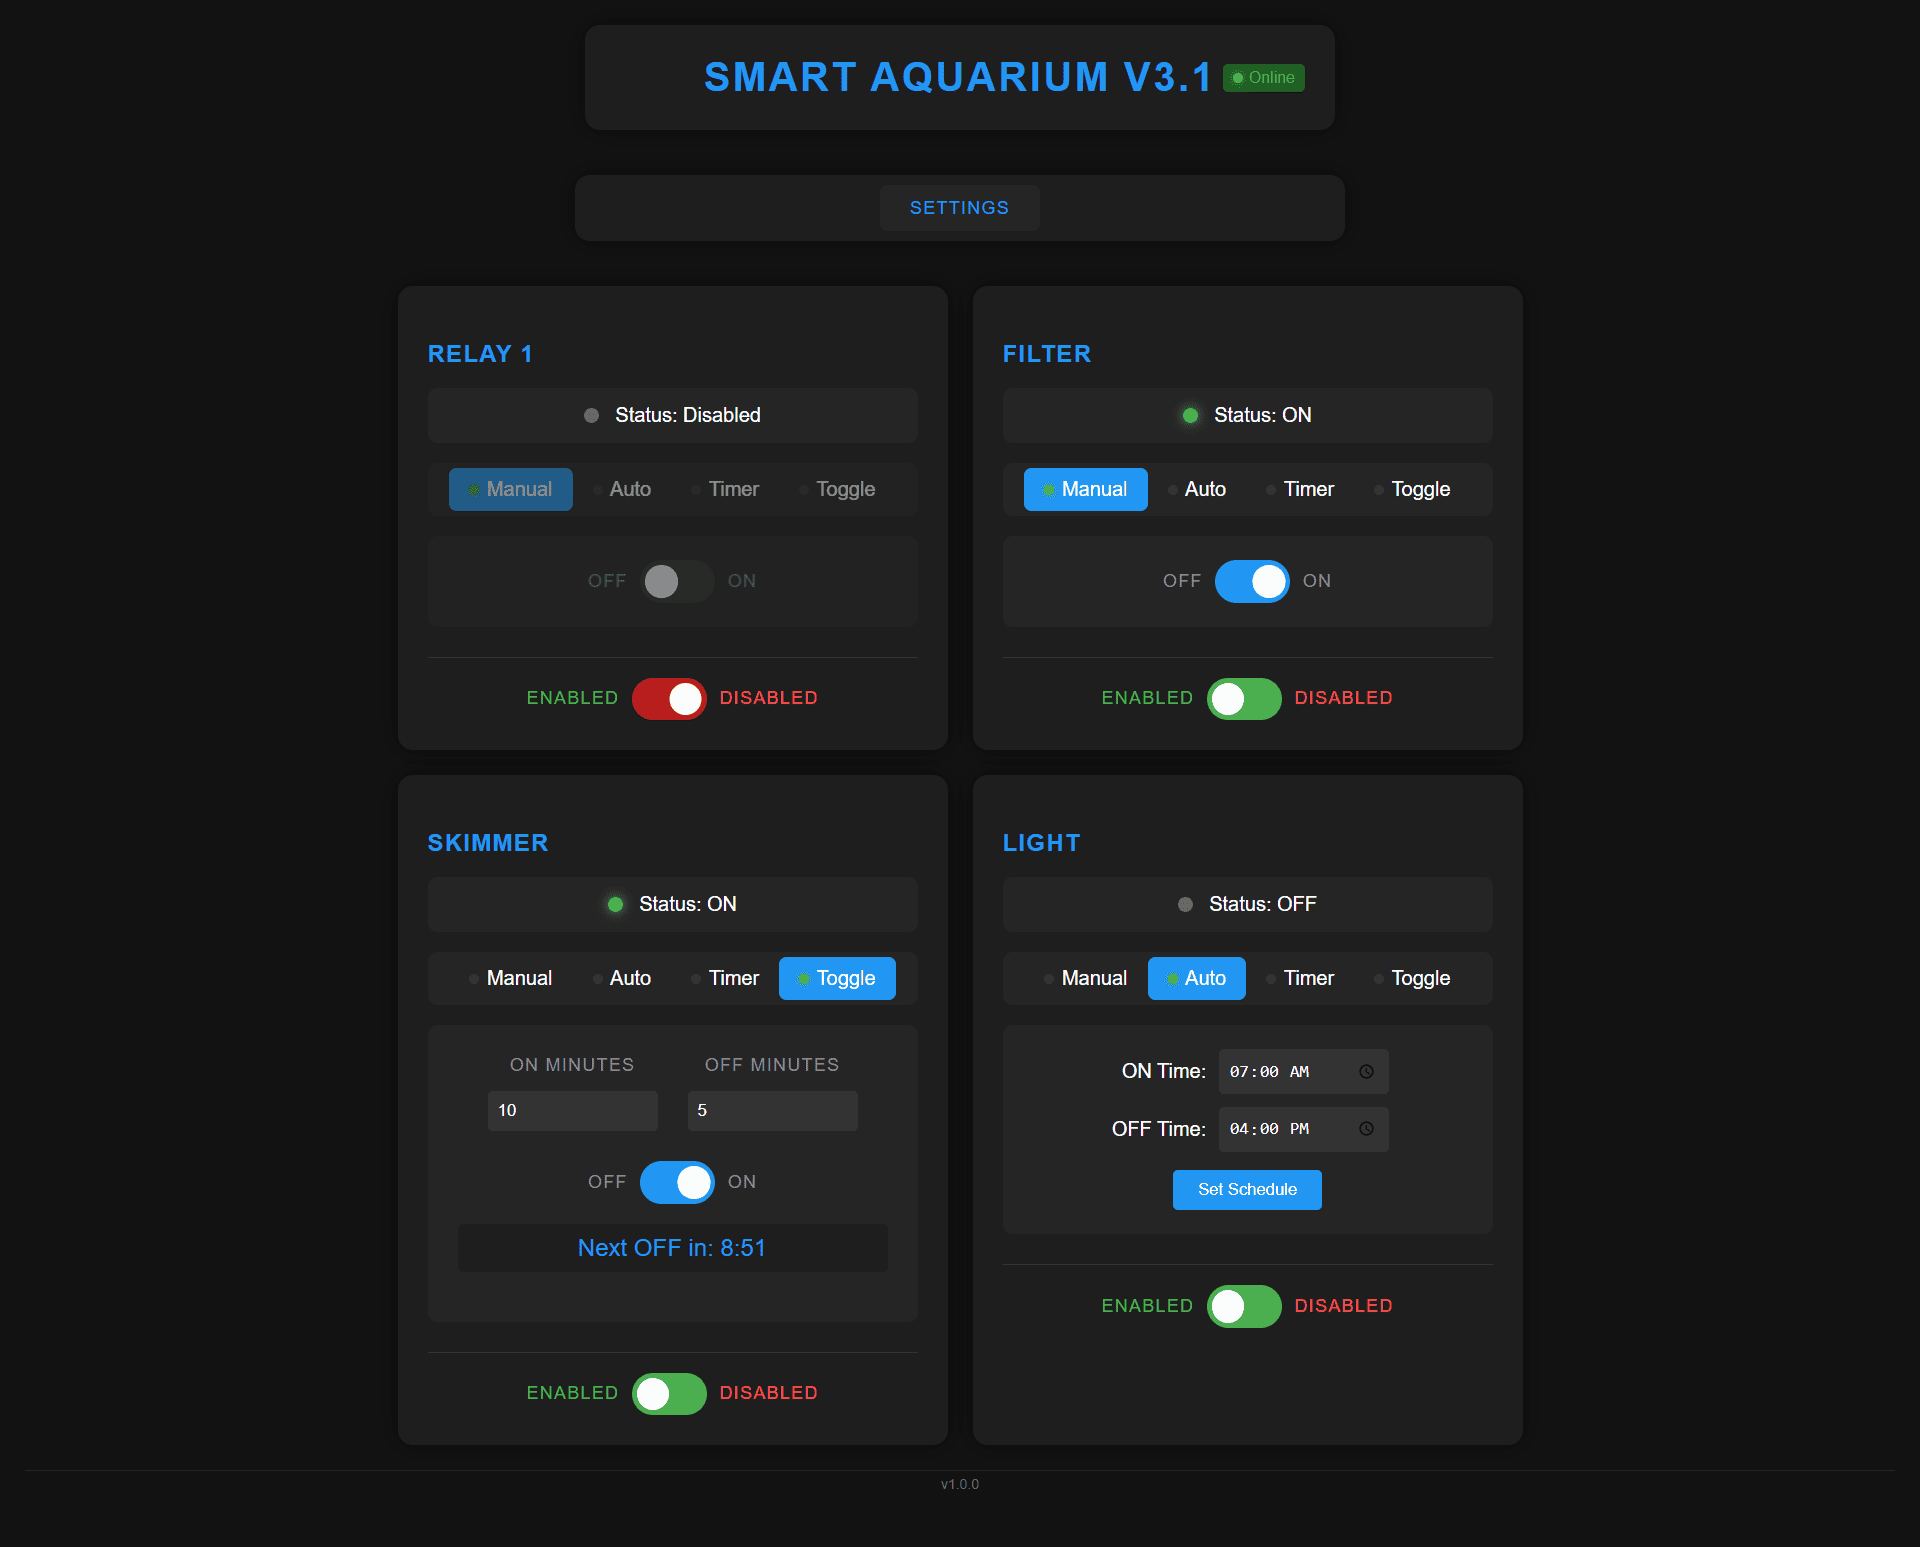 SMART AQUARIUM V3.1 Online
SETTINGS
RELAY 1
Status: Disabled
Manual Auto Timer Toggle
OFF ON
ENABLED DISABLED
FILTER
Status: ON
Manual Auto Timer Toggle
OFF ON
ENABLED DISABLED
SKIMMER
Status: ON
Manual Auto Timer Toggle
ON MINUTES OFF MINUTES
10 5
OFF ON
Next OFF in: 8:51
ENABLED DISABLED
LIGHT
Status: OFF
Manual Auto Timer Toggle
ON Time: 07:00 AM
OFF Time: 04:00 PM
Set Schedule
ENABLED DISABLED
v1.0.0